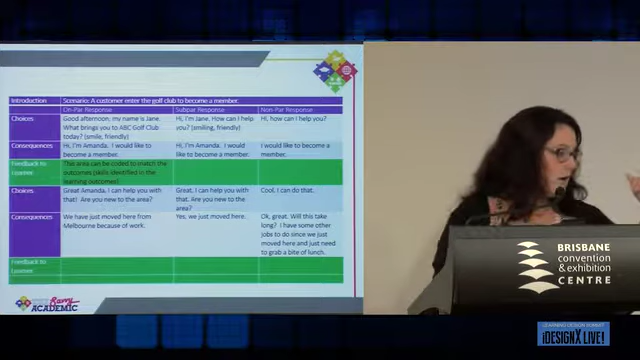 Introduction
Scenario: A customer enter the golf club to become a member.
On-Par Response
Subpar Response
Non-Par Response
Choices
Good afternoon, my name is Jane.
What brings you to ABC Golf Club
today? (smile, friendly)
Hi, I'm Jane. How can I help
you? (smiling, friendly)
Hi, how can I help you?
Consequences
Hi, I'm Amanda. I would like to
become a member.
Hi, I'm Amanda. I would
like to become a member.
I would like to become a
member.
Feedback to
Learner
This area can be coded to match the
outcomes (skills identified in the
learning outcomes)
Choices
Great Amanda, I can help you with
that! Are you new to the area?
Great. I can help you with
that. Are you new to the
area?
Cool, I can do that.
Consequences
We have just moved here from
Melbourne because of work.
Yes, we just moved here.
Ok, great. Will this take
long? I have some other
jobs to do since we just
moved here and just need
to grab a bite of lunch.
Feedback to
Learner
ACADEMIC
BRISBANE
convention
& exhibition
CENTRE
LEARNING DESIGN SUMMIT
iDESIGNX LIVE!